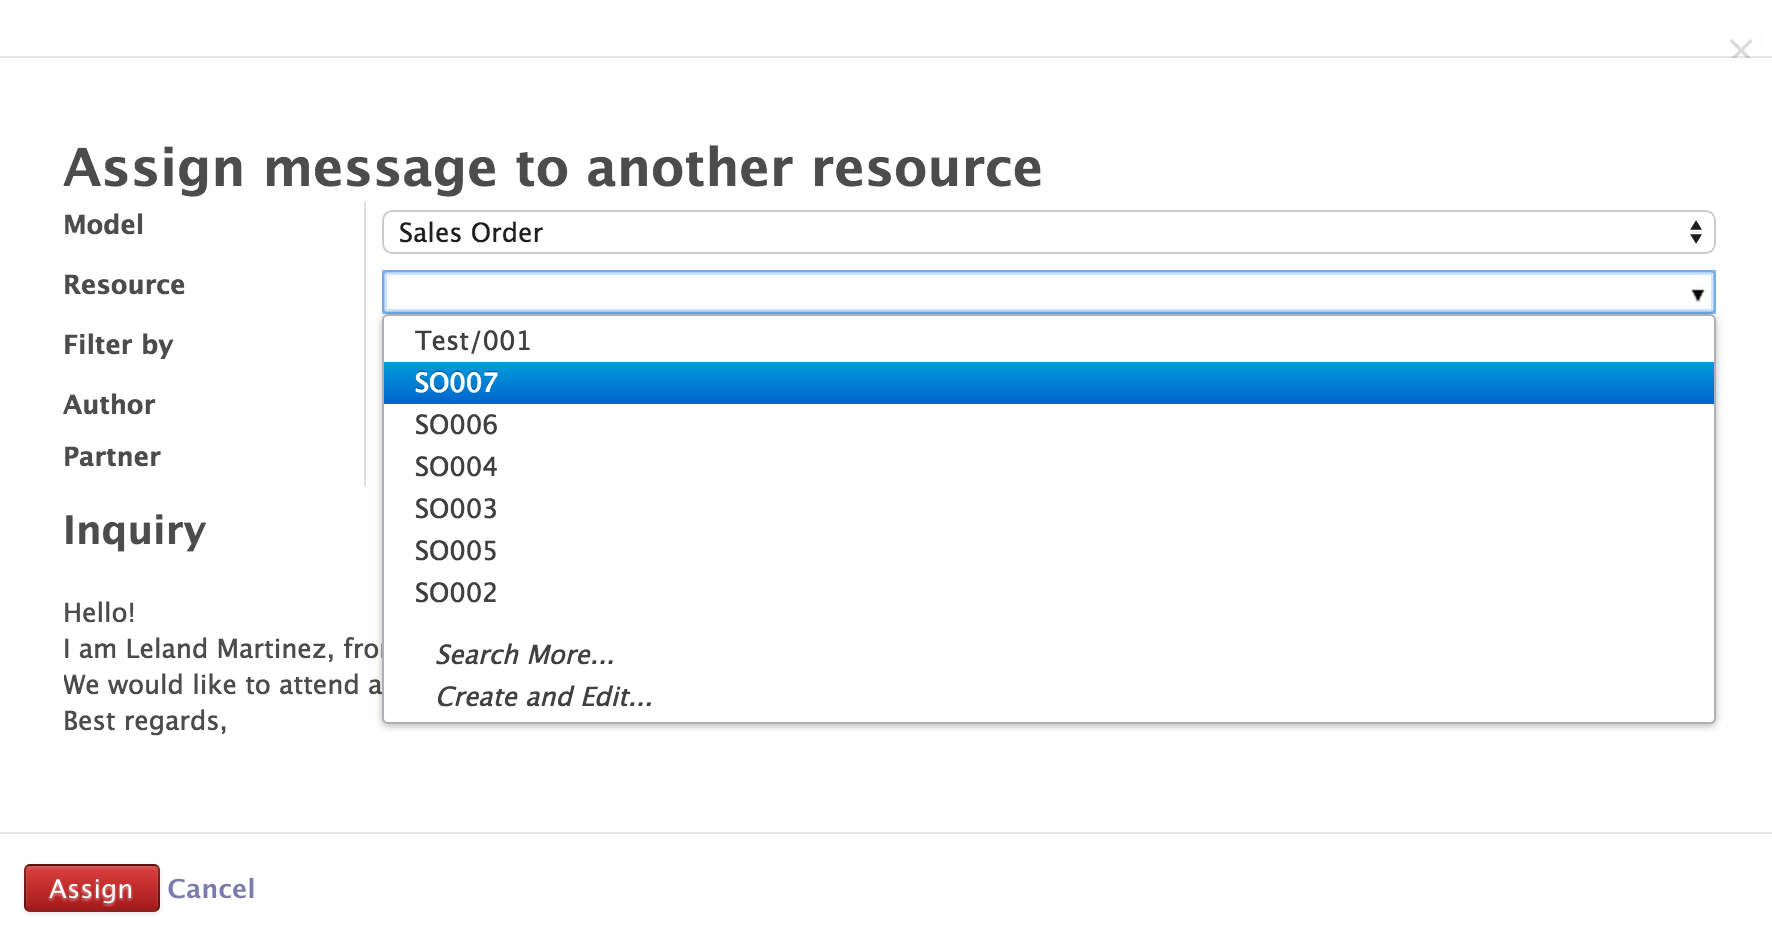 Assign message to another resource
Model
Sales Order
Resource
Test/001
SO007
Filter by
Author
SO006
Partner
SO004
SO003
Inquiry
SO005
SO002
Hello!
I am Leland Martinez,
Search More...
We would like to attend a
Create and Edit...
Best regards,
Assign Cancel